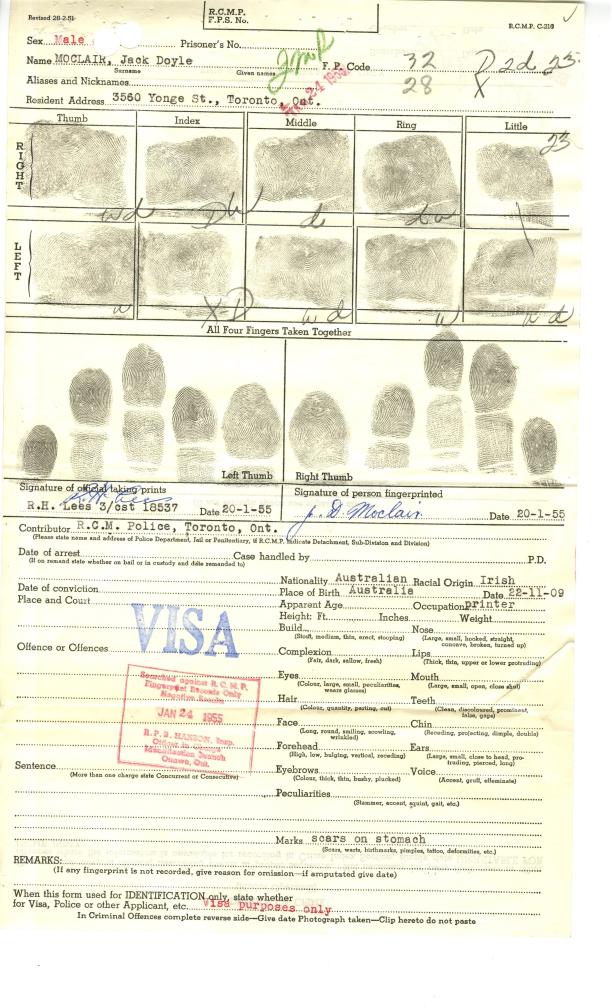 Revised 28-2-51
R.C.M.P.
F.P.S. No.
R.C.M.P. C-216
Sex Male Prisoner's No.
Name MOCLAIR, Jack Doyle F. P. Code 32 D 2d 23
Surname Given names
Aliases and Nicknames 28 X
Resident Address 3560 Yonge St., Toronto, Ont.
Thumb Index Middle Ring Little
RIGHT
23
wd DW d dw
LEFT
w X-D wd w
All Four Fingers Taken Together
Left Thumb Right Thumb
Signature of official taking prints Signature of person fingerprinted
R.H. Lees 3/cst 18537 Date 20-1-55 J. D. Moclair Date 20-1-55
Contributor R.C.M. Police, Toronto, Ont.
(Please state name and address of Police Department, Jail or Penitentiary, if R.C.M.P. indicate Detachment, Sub-Division and Division)
Date of arrest Case handled by P.D.
(If on remand state whether on bail or in custody and date remanded to)
Nationality Australian Racial Origin Irish
Date of conviction Place of Birth Australia Date 22-11-09
Place and Court Apparent Age Occupation printer
Height: Ft. Inches Weight
VISA
Build Nose
(Stout, medium, thin, erect, stooping) (Large, small, hooked, straight, concave, broken, turned up)
Offence or Offences Complexion Lips
(Fair, dark, sallow, fresh) (Thick, thin, upper or lower protruding)
Eyes Mouth
(Colour, large, small, peculiarities, wears glasses) (Large, small, open, close shut)
Searched against R.C.M.P.
Fingerprint Records Only
Negative Results
JAN 24 1955
R. P. B. HANSON, Insp.
Officer in Charge
Identification Branch
Ottawa, Ont.
Hair Teeth
(Colour, quantity, parting, cut) (Clean, discoloured, prominent, false, gaps)
Face Chin
(Long, round, smiling, scowling, wrinkled) (Receding, projecting, dimple, double)
Forehead Ears
(High, low, bulging, vertical, receding) (Large, small, close to head, protruding, pierced, long)
Sentence Eyebrows Voice
(More than one charge state Concurrent or Consecutive) (Colour, thick, thin, bushy, plucked) (Accent, gruff, effeminate)
Peculiarities
(Stammer, accent, squint, gait, etc.)
Marks scars on stomach
(Scars, warts, birthmarks, pimples, tattoo, deformities, etc.)
REMARKS:
(If any fingerprint is not recorded, give reason for omission—if amputated give date)
When this form used for IDENTIFICATION only, state whether
for Visa, Police or other Applicant, etc. Visa purposes only
In Criminal Offences complete reverse side—Give date Photograph taken—Clip hereto do not paste